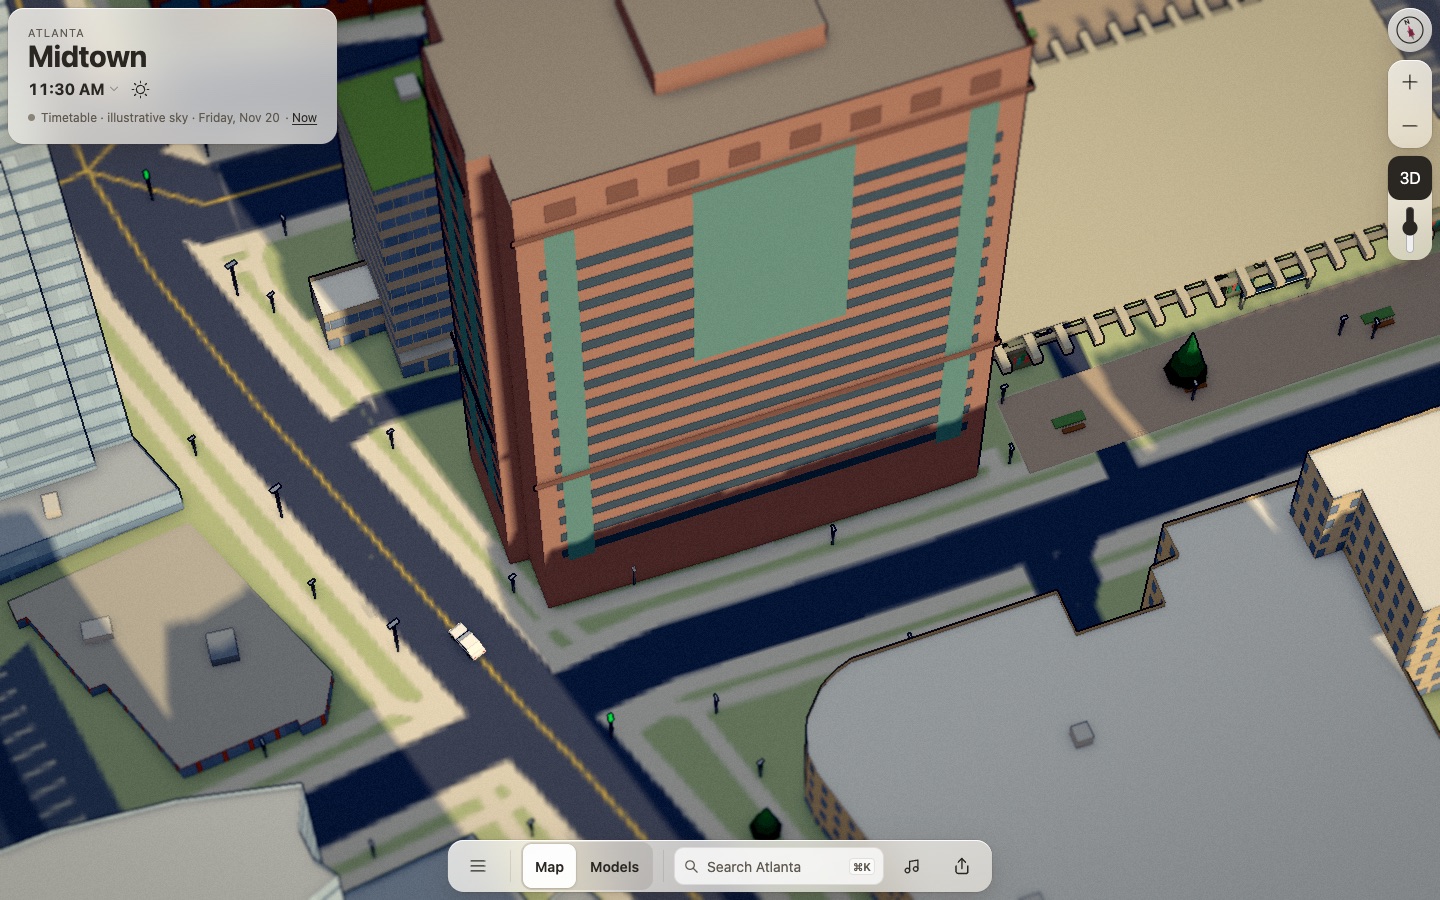 ATLANTA
Midtown
11:30 AM
Timetable · illustrative sky · Friday, Nov 20 · Now
N
3D
Map
Models
Search Atlanta
⌘K